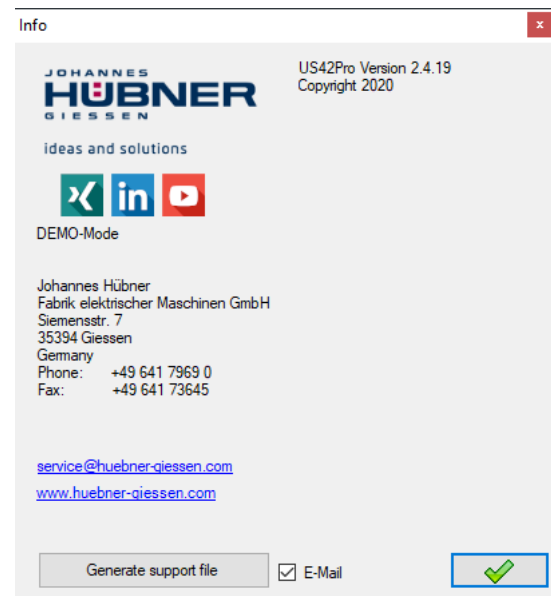 Info
x
JOHANNES
HÜBNER
GIESSEN
ideas and solutions
in
DEMO-Mode
US42Pro Version 2.4.19
Copyright 2020
Johannes Hübner
Fabrik elektrischer Maschinen GmbH
Siemensstr. 7
35394 Giessen
Germany
Phone: +49 641 7969 0
Fax: +49 641 73645
service@huebner-giessen.com
www.huebner-giessen.com
Generate support file
E-Mail